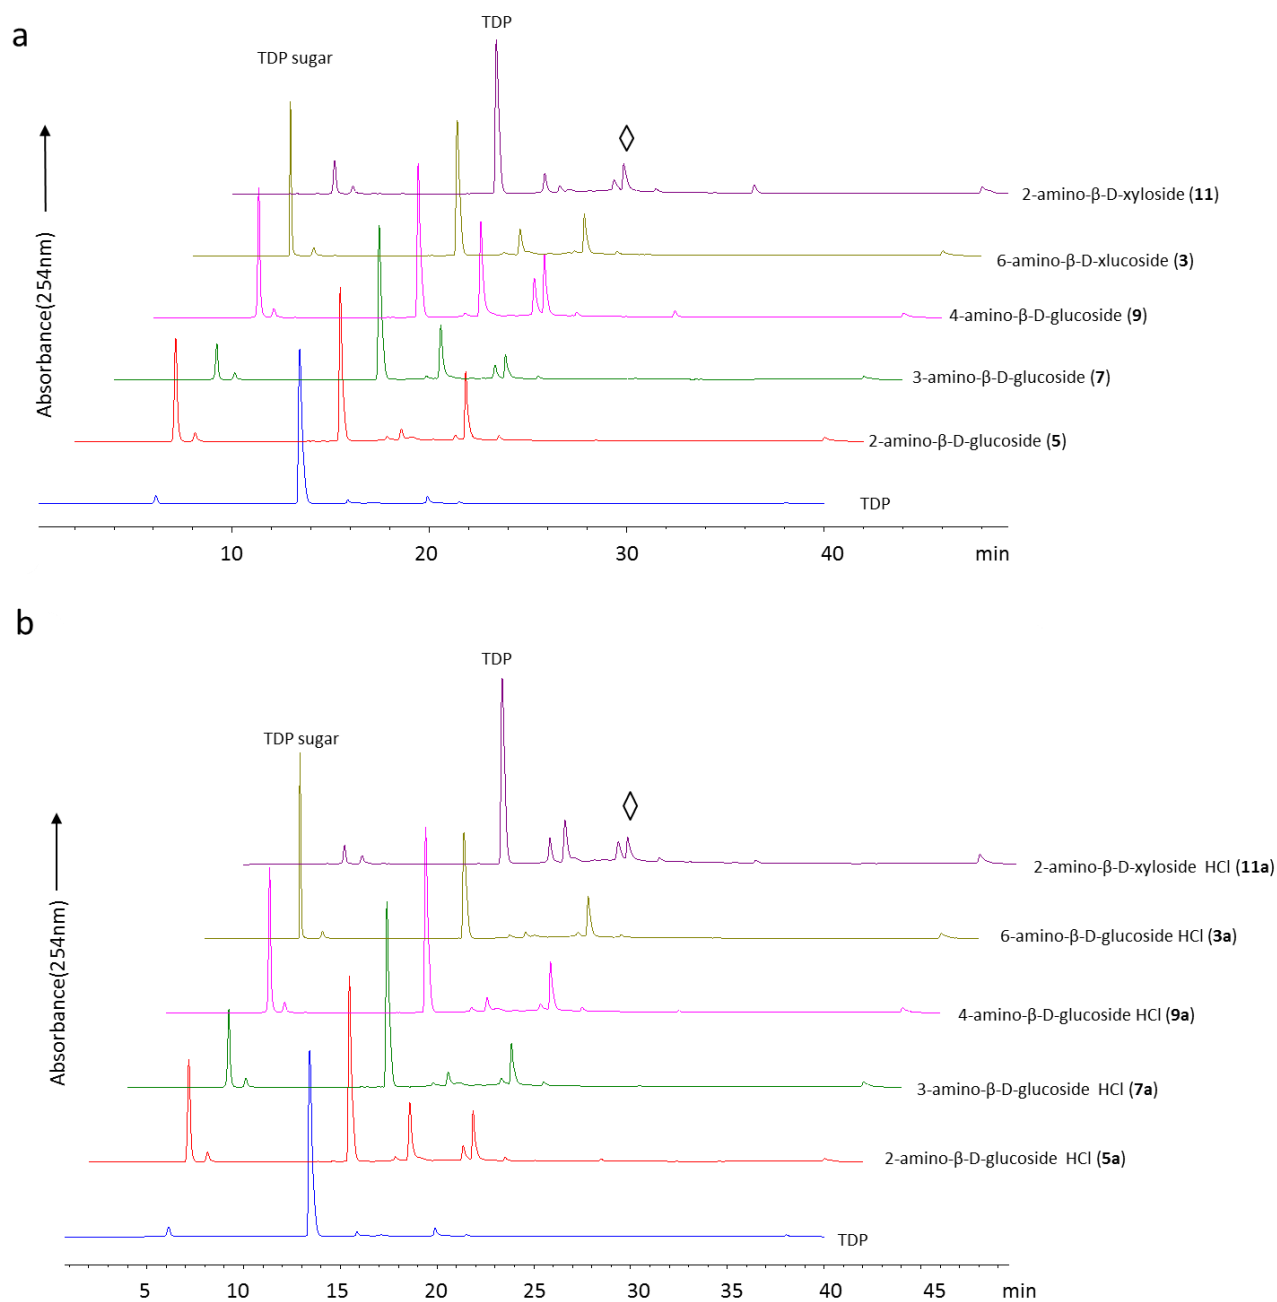 a
TDP
TDP sugar
2-amino-β-D-xyloside (11)
6-amino-β-D-xlucoside (3)
4-amino-β-D-glucoside (9)
3-amino-β-D-glucoside (7)
2-amino-β-D-glucoside (5)
TDP
Absorbance(254nm)
10 20 30 40 min
b
TDP
TDP sugar
2-amino-β-D-xyloside HCl (11a)
6-amino-β-D-glucoside HCl (3a)
4-amino-β-D-glucoside HCl (9a)
3-amino-β-D-glucoside HCl (7a)
2-amino-β-D-glucoside HCl (5a)
TDP
Absorbance(254nm)
5 10 15 20 25 30 35 40 45 min